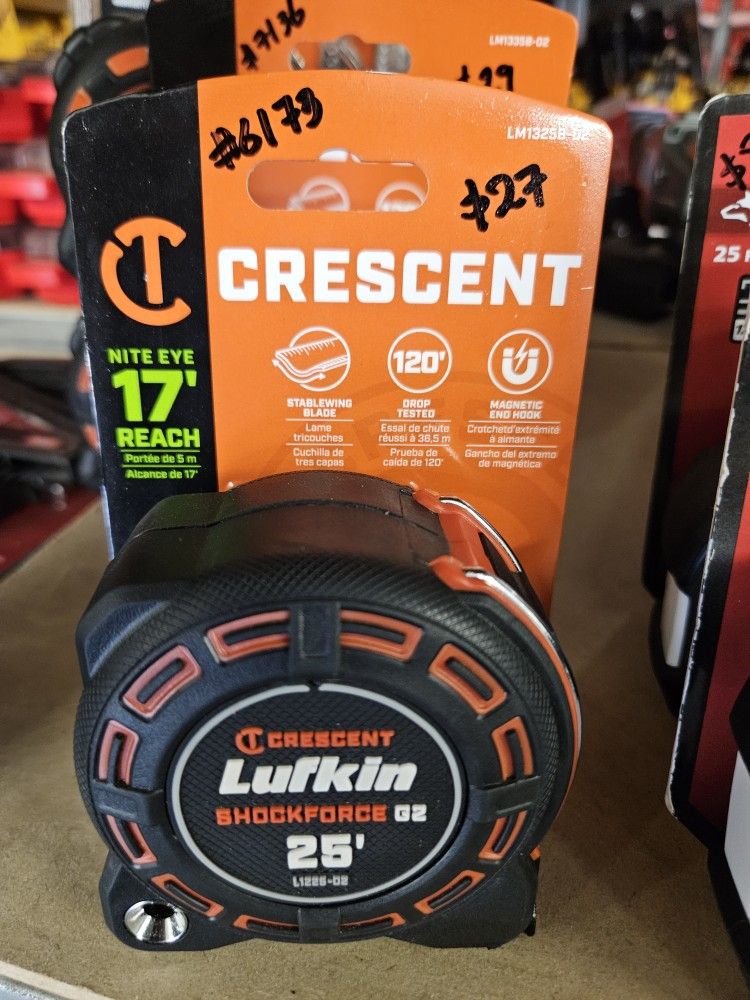 #7136
LM1335B-02
$29
#6173
LM1325B-02
$27
CRESCENT
NITE EYE
17'
REACH
Portée de 5 m
Alcance de 17'
STABLEWING
BLADE
Lame
tricouches
Cuchilla de
tres capas
120'
DROP
TESTED
Essai de chute
réussi à 36,5 m
Prueba de
caída de 120'
MAGNETIC
END HOOK
Crotchetd'extrémité
à aimante
Gancho del extremo
de magnética
CRESCENT
Lufkin
SHOCKFORCE G2
25'
L1225-02
25